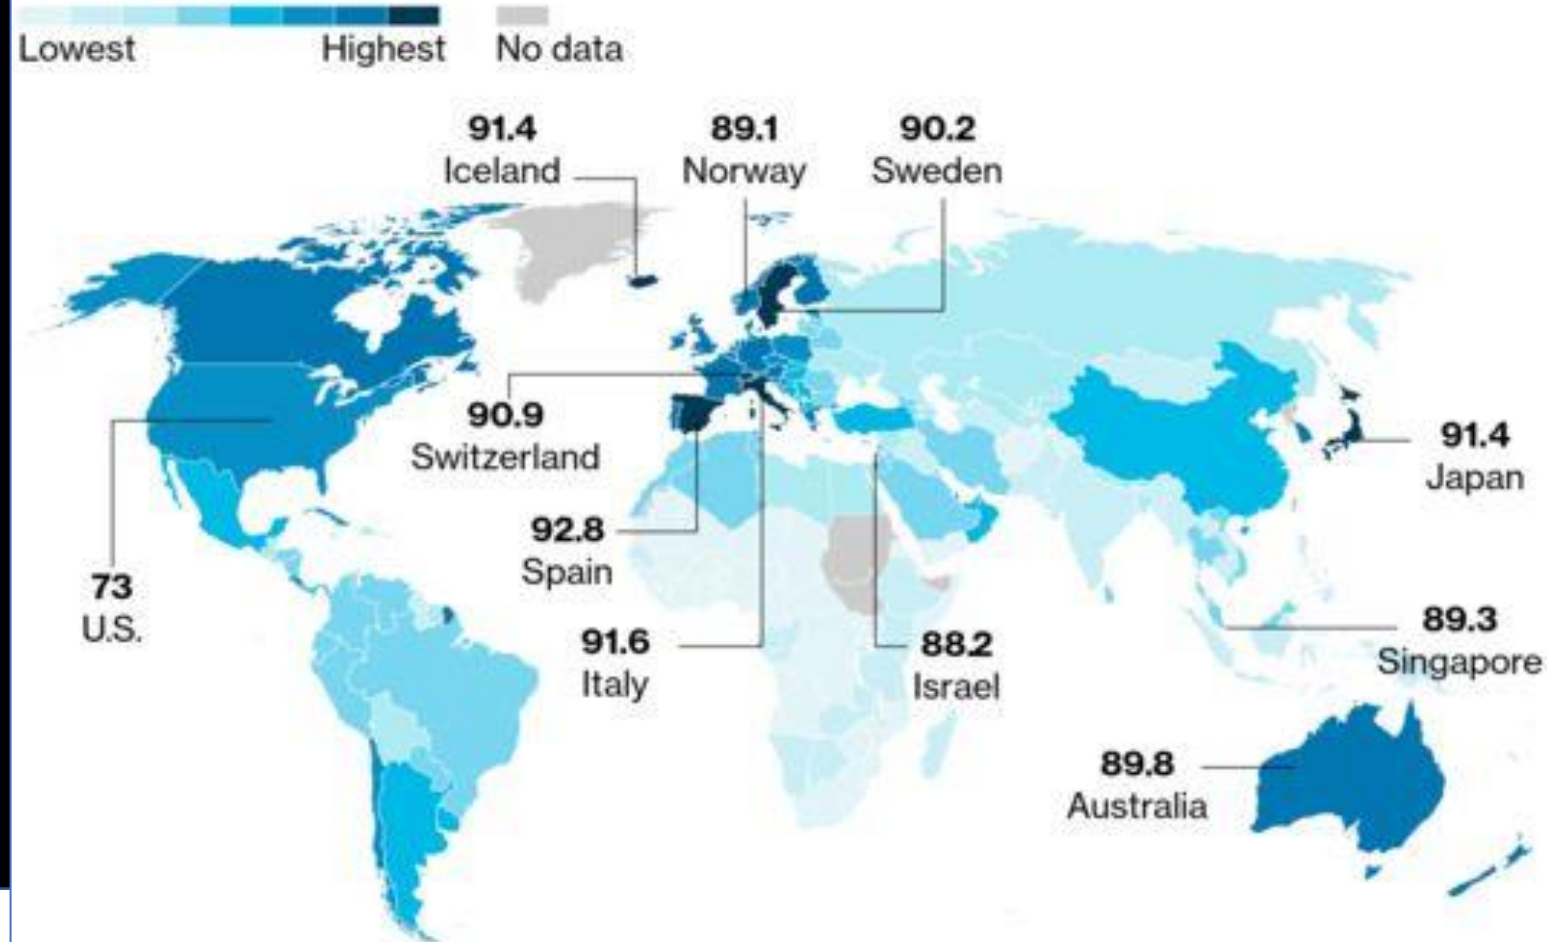 Lowest
Highest
No data
91.4
Iceland
89.1
Norway
90.2
Sweden
90.9
Switzerland
91.4
Japan
92.8
Spain
73
U.S.
91.6
Italy
88.2
Israel
89.3
Singapore
89.8
Australia